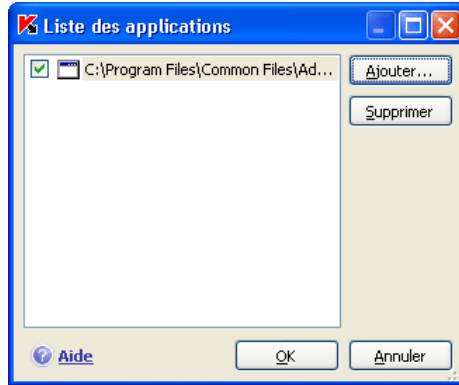 Liste des applications
C:\Program Files\Common Files\Ad...
Ajouter...
Supprimer
Aide
OK
Annuler